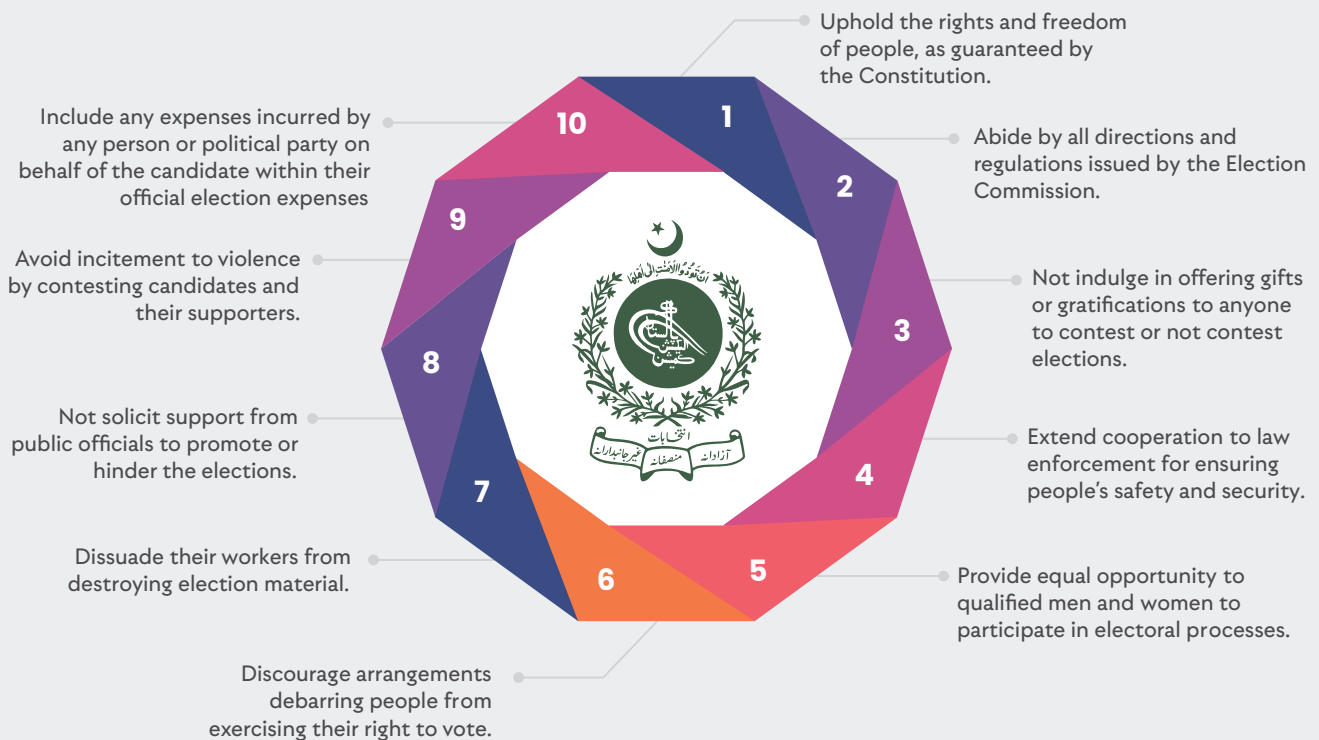 1
Uphold the rights and freedom
of people, as guaranteed by
the Constitution.
2
Abide by all directions and
regulations issued by the Election
Commission.
3
Not indulge in offering gifts
or gratifications to anyone
to contest or not contest
elections.
4
Extend cooperation to law
enforcement for ensuring
people’s safety and security.
5
Provide equal opportunity to
qualified men and women to
participate in electoral processes.
6
Discourage arrangements
debarring people from
exercising their right to vote.
7
Dissuade their workers from
destroying election material.
8
Not solicit support from
public officials to promote or
hinder the elections.
9
Avoid incitement to violence
by contesting candidates and
their supporters.
10
Include any expenses incurred by
any person or political party on
behalf of the candidate within their
official election expenses
انتخابات
آزادانہ منصفانہ غیرجانبدارانہ